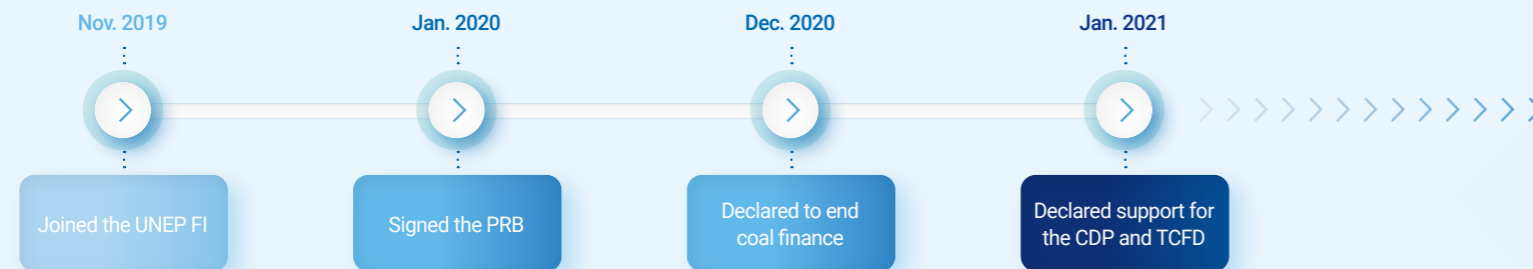 Nov. 2019
Jan. 2020
Dec. 2020
Jan. 2021
Joined the UNEP FI
Signed the PRB
Declared to end
coal finance
Declared support for
the CDP and TCFD